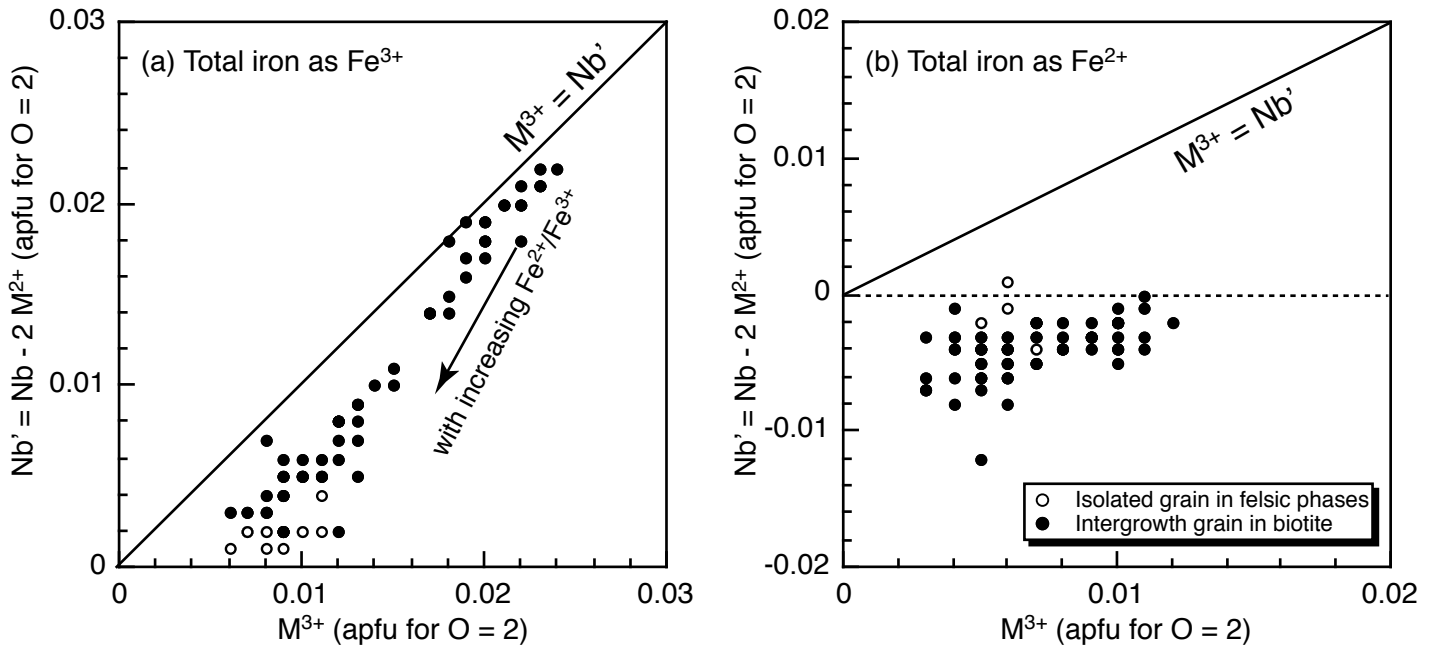 (a) Total iron as Fe3+
M3+ = Nb’
with increasing Fe2+/Fe3+
Nb’ = Nb - 2 M2+ (apfu for O = 2)
0.03
0.02
0.01
0
0
0.01
0.02
0.03
M3+ (apfu for O = 2)
(b) Total iron as Fe2+
M3+ = Nb’
Nb’ = Nb - 2 M2+ (apfu for O = 2)
0.02
0.01
0
-0.01
-0.02
0
0.01
0.02
M3+ (apfu for O = 2)
Isolated grain in felsic phases
Intergrowth grain in biotite